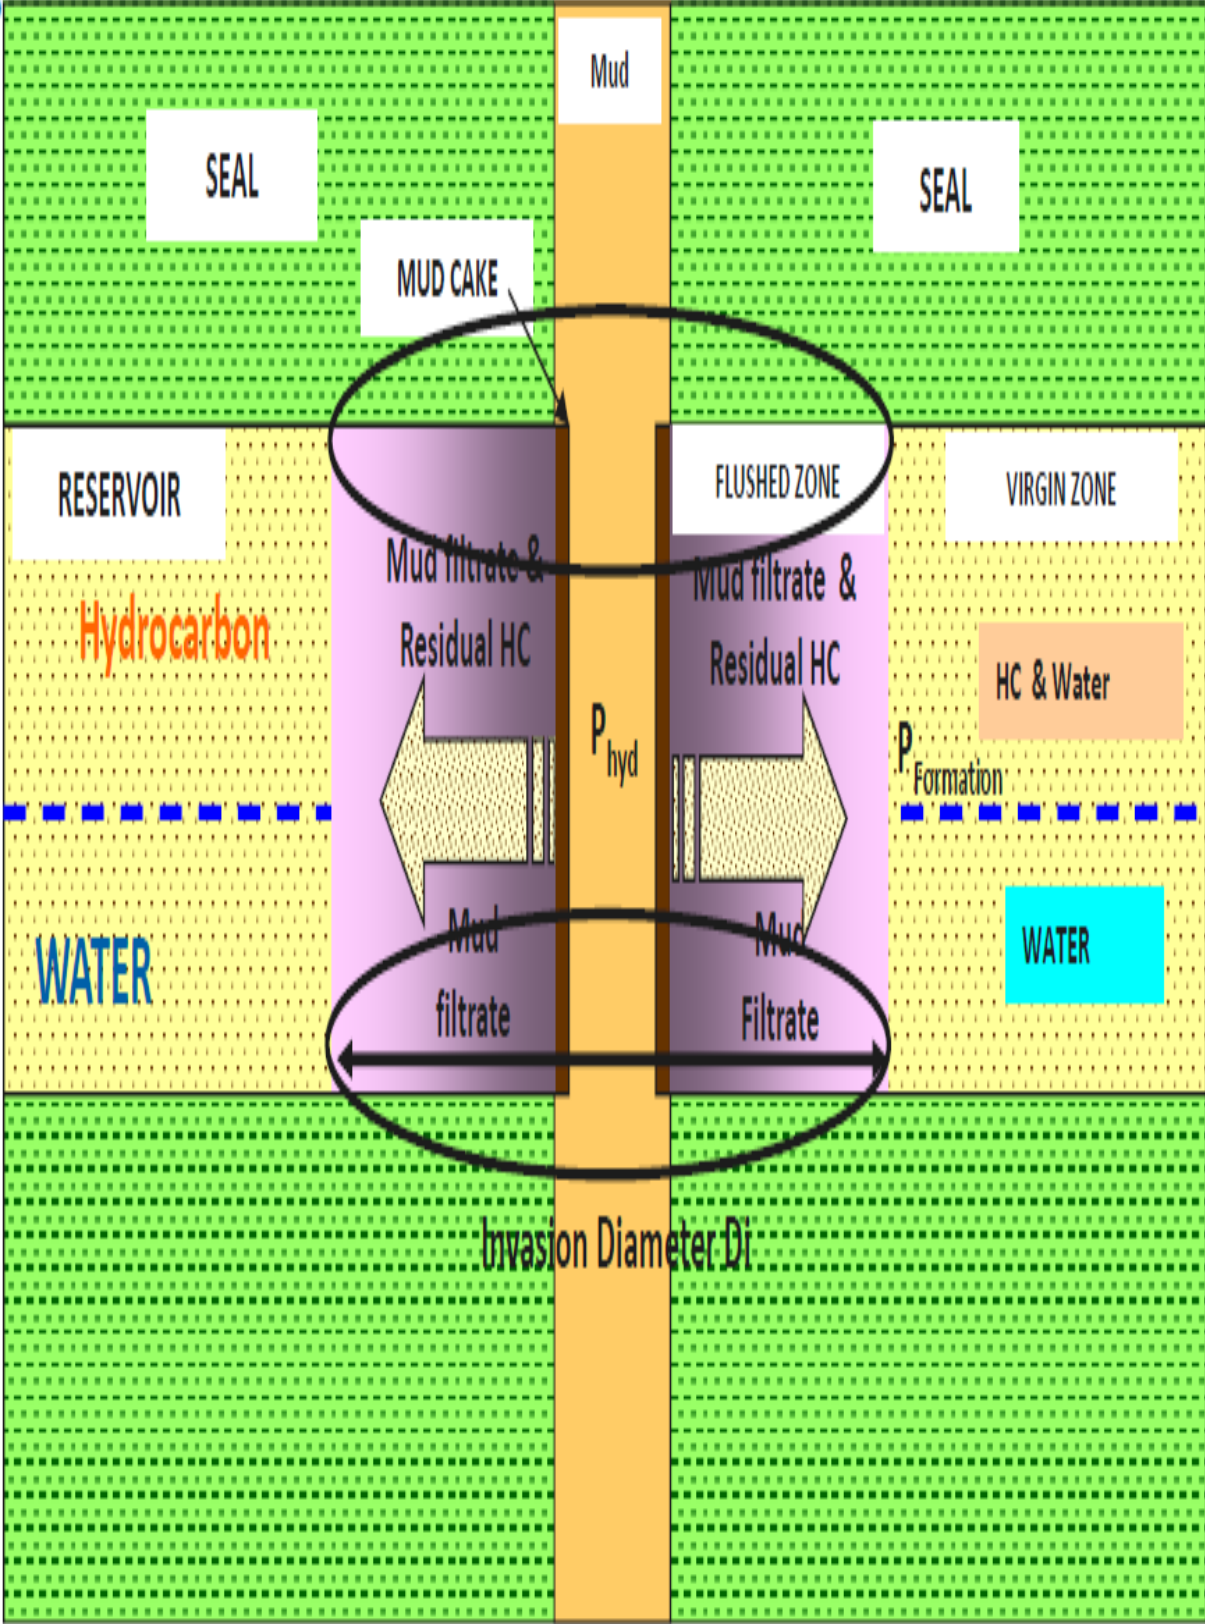 Mud
SEAL
SEAL
MUD CAKE
RESERVOIR
FLUSHED ZONE
VIRGIN ZONE
Mud filtrate &
Residual HC
Mud filtrate &
Residual HC
Hydrocarbon
HC & Water
P hyd
P Formation
WATER
Mud
filtrate
Mud
Filtrate
WATER
Invasion Diameter Di